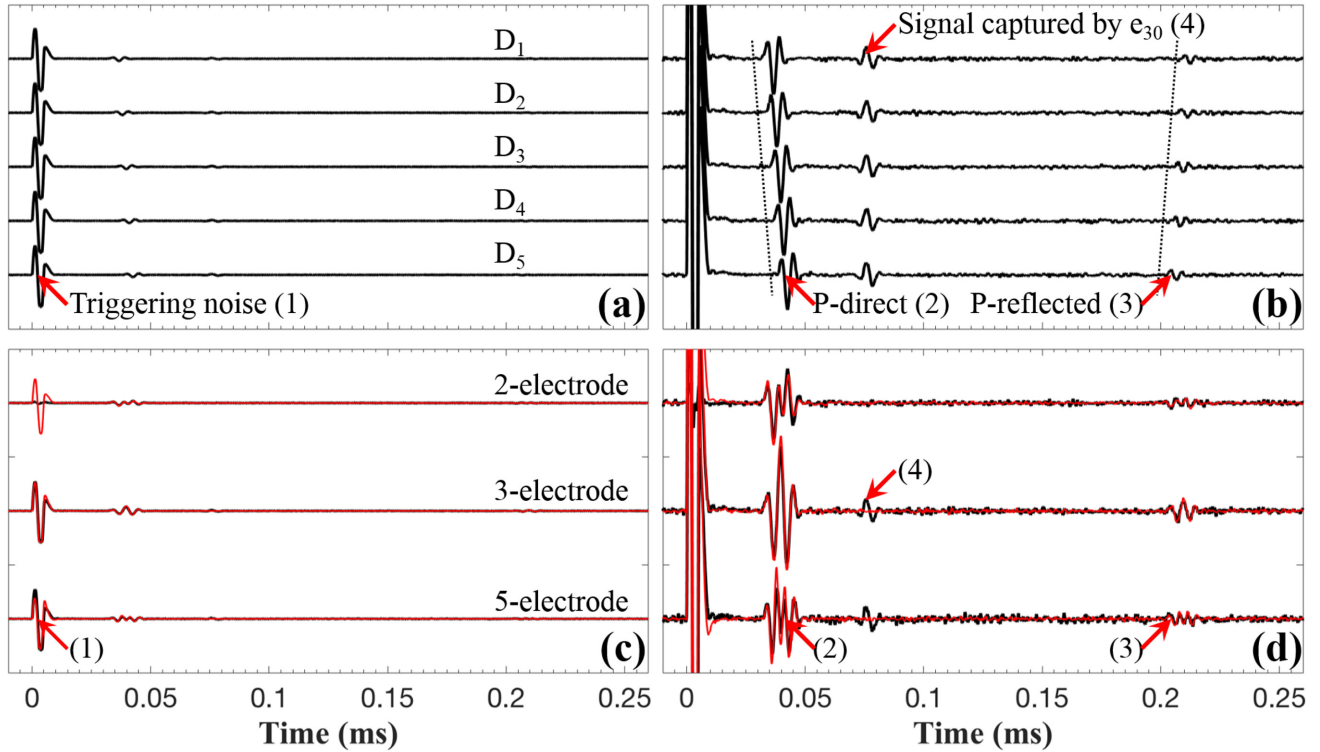 D₁
D₂
D₃
D₄
D₅
Triggering noise (1)
(a)
Signal captured by e₃₀ (4)
P-direct (2)
P-reflected (3)
(b)
2-electrode
3-electrode
5-electrode
(1)
(c)
0 0.05 0.1 0.15 0.2 0.25
Time (ms)
(4)
(2)
(3)
(d)
0 0.05 0.1 0.15 0.2 0.25
Time (ms)